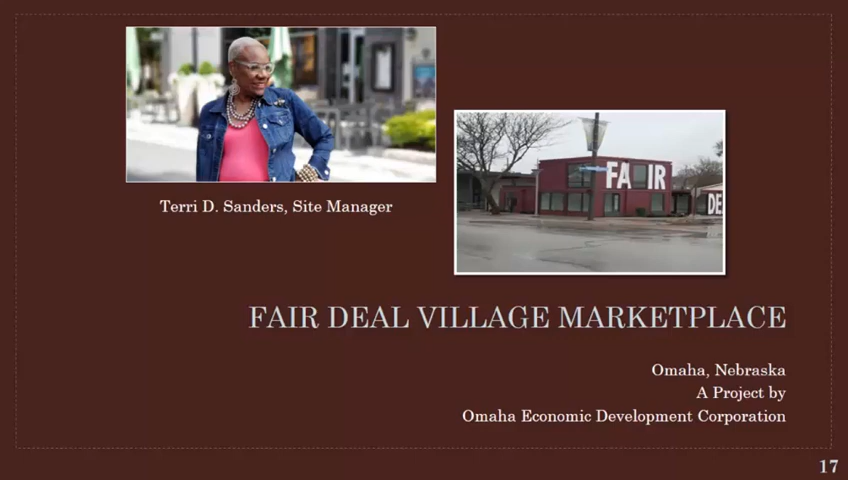 Terri D. Sanders, Site Manager
FAIR
DE
FAIR DEAL VILLAGE MARKETPLACE
Omaha, Nebraska
A Project by
Omaha Economic Development Corporation
17